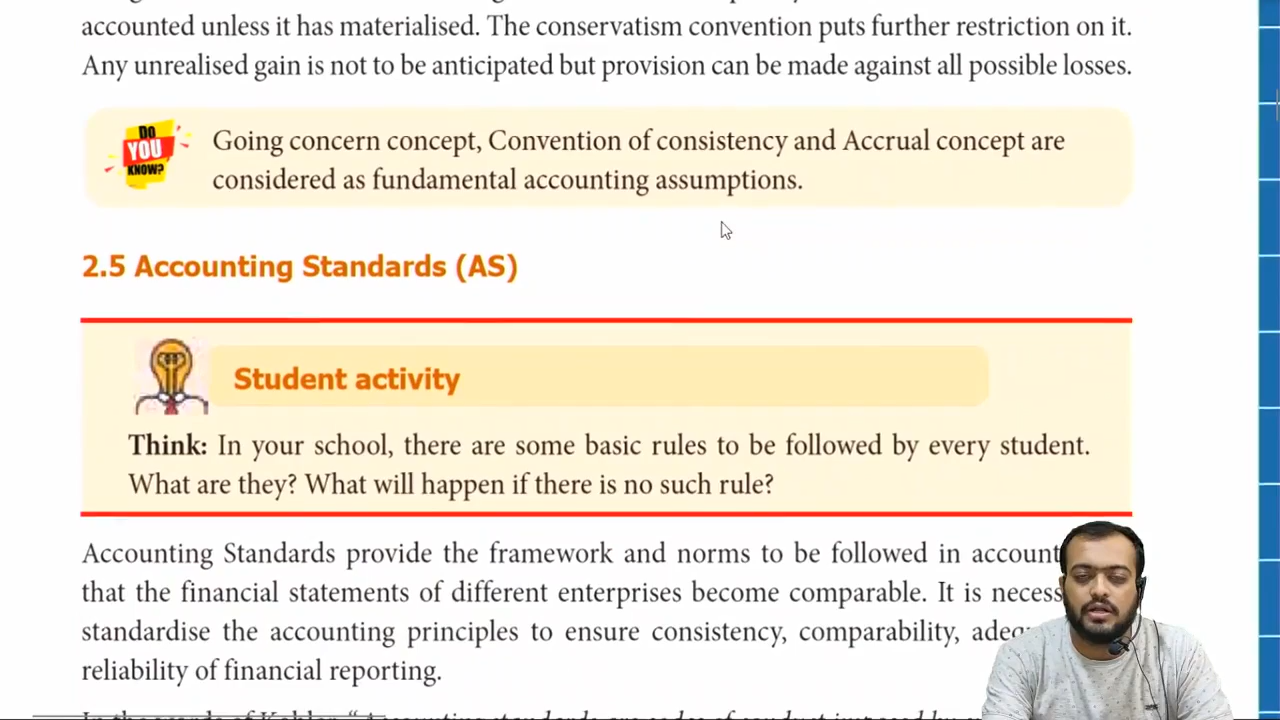 accounted unless it has materialised. The conservatism convention puts further restriction on it.
Any unrealised gain is not to be anticipated but provision can be made against all possible losses.
DO
YOU
KNOW?
Going concern concept, Convention of consistency and Accrual concept are
considered as fundamental accounting assumptions.
2.5 Accounting Standards (AS)
Student activity
Think: In your school, there are some basic rules to be followed by every student.
What are they? What will happen if there is no such rule?
Accounting Standards provide the framework and norms to be followed in account
that the financial statements of different enterprises become comparable. It is necess
standardise the accounting principles to ensure consistency, comparability, adeq
reliability of financial reporting.